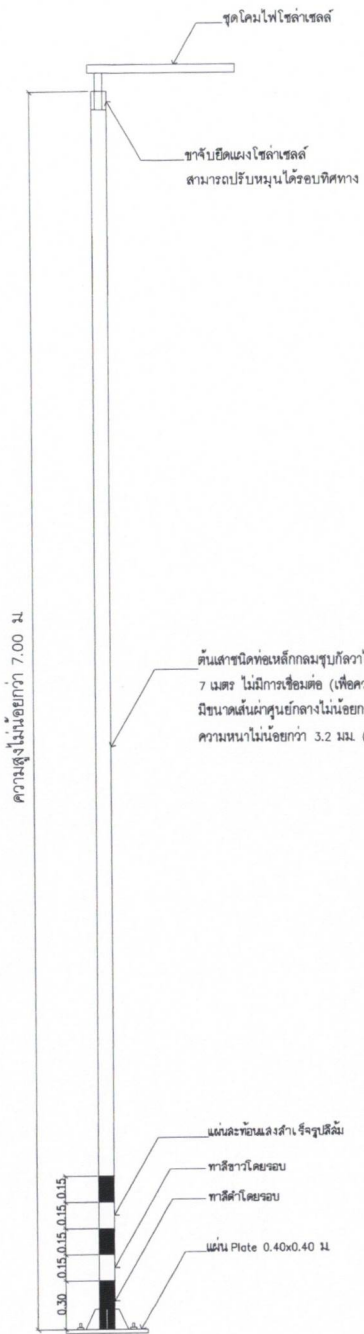 ชุดโคมไฟโซล่าเซลล์
ขาจับยึดแผงโซล่าเซลล์
สามารถปรับหมุนได้รอบทิศทาง
ความสูงไม่น้อยกว่า 7.00 ม.
ต้นเสาชนิดท่อเหล็กกลมชุบกัลวา
7 เมตร ไม่มีการเชื่อมต่อ (เพื่อ
มีขนาดเส้นผ่าศูนย์กลางไม่น้อย
ความหนาไม่น้อยกว่า 3.2 มม. (
แผ่นสะท้อนแสงสำเร็จรูปสีส้ม
0.15
0.15
ทาสีขาวโดยรอบ
0.15
ทาสีดำโดยรอบ
0.15
แผ่น Plate 0.40x0.40 ม.
0.30